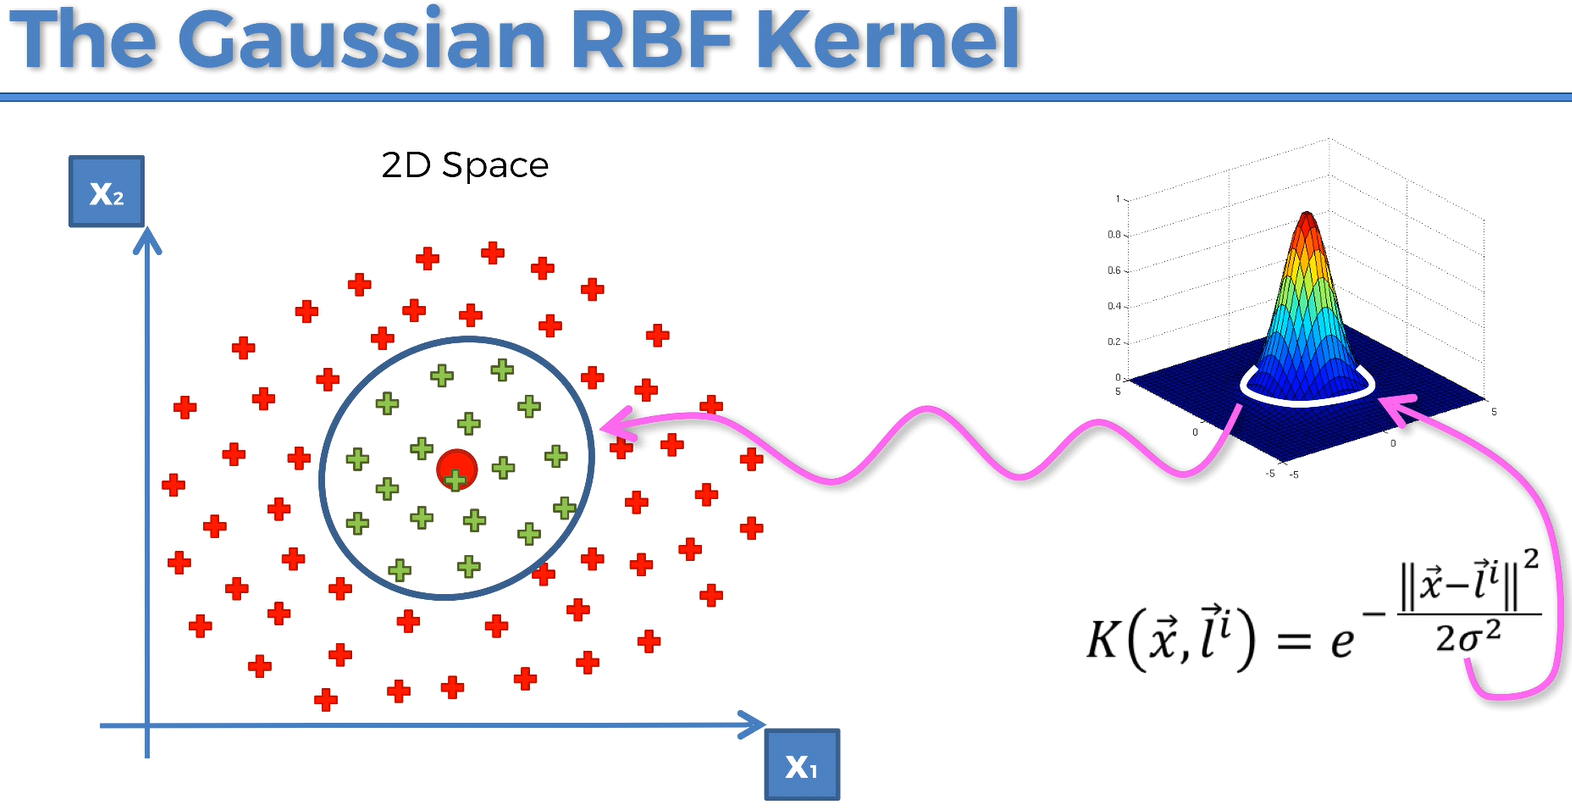 The Gaussian RBF Kernel
2D Space
x₂
x₁
1
0.8
0.6
0.4
0.2
0
5
0
-5
-5
0
5
K(x⃗, l⃗ⁱ) = e^(-‖x⃗-l⃗ⁱ‖²/2σ²)